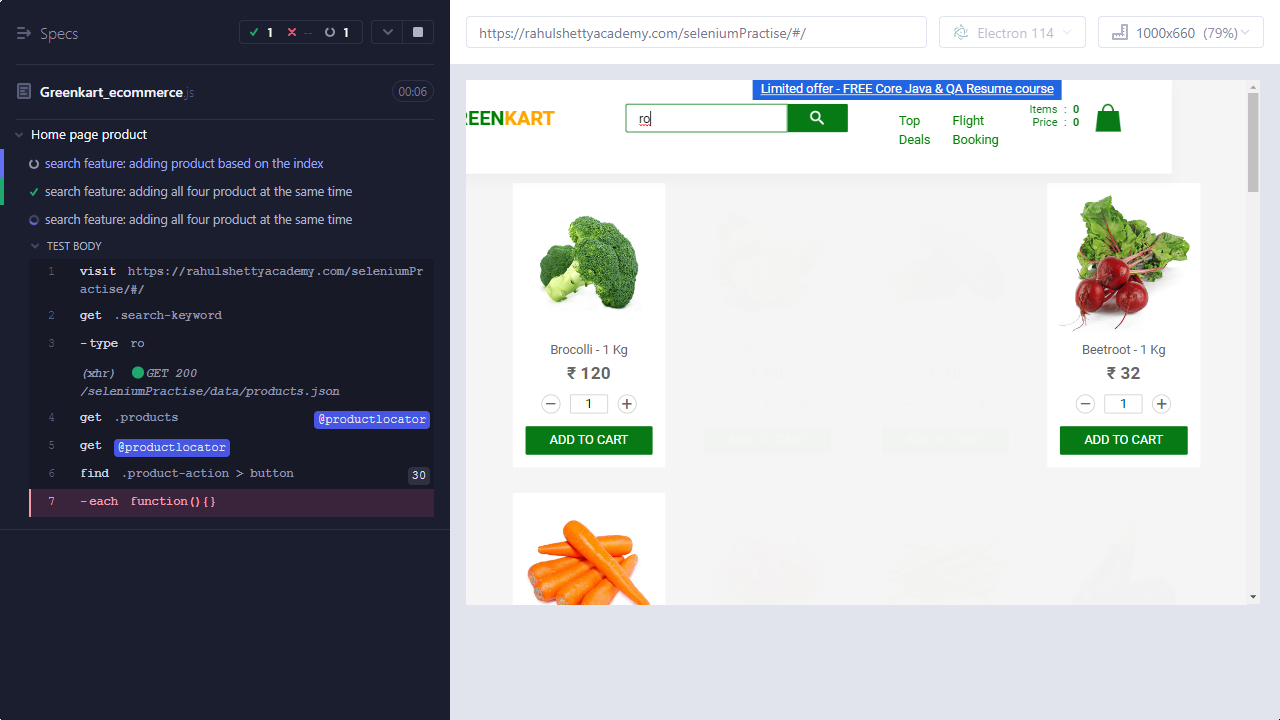 Specs
1
--
1
Greenkart_ecommerce.js
00:06
Home page product
search feature: adding product based on the index
search feature: adding all four product at the same time
search feature: adding all four product at the same time
TEST BODY
1 visit https://rahulshettyacademy.com/seleniumPr
actise/#/
2 get .search-keyword
3 -type ro
(xhr) GET 200
/seleniumPractise/data/products.json
4 get .products @productlocator
5 get @productlocator
6 find .product-action > button 30
7 -each function(){}
https://rahulshettyacademy.com/seleniumPractise/#/
Electron 114
1000x660 (79%)
Limited offer - FREE Core Java & QA Resume course
REENKART
ro
Top
Deals
Flight
Booking
Items : 0
Price : 0
Brocolli - 1 Kg
₹ 120
− 1 +
ADD TO CART
Beetroot - 1 Kg
₹ 32
− 1 +
ADD TO CART